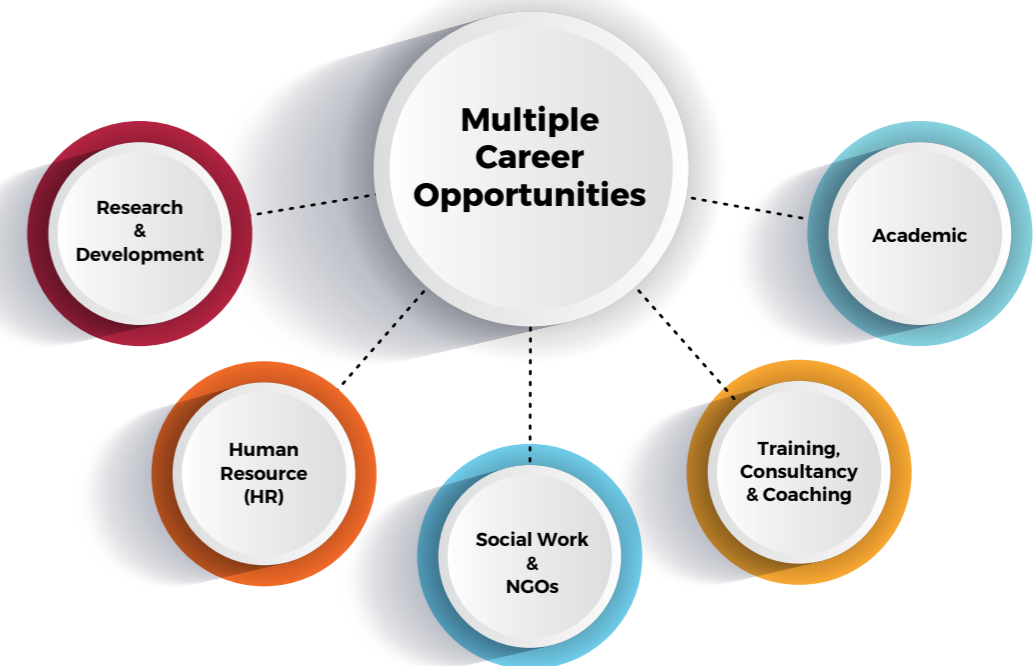 Multiple
Career
Opportunities
Research
&
Development
Academic
Human
Resource
(HR)
Training,
Consultancy
& Coaching
Social Work
&
NGOs